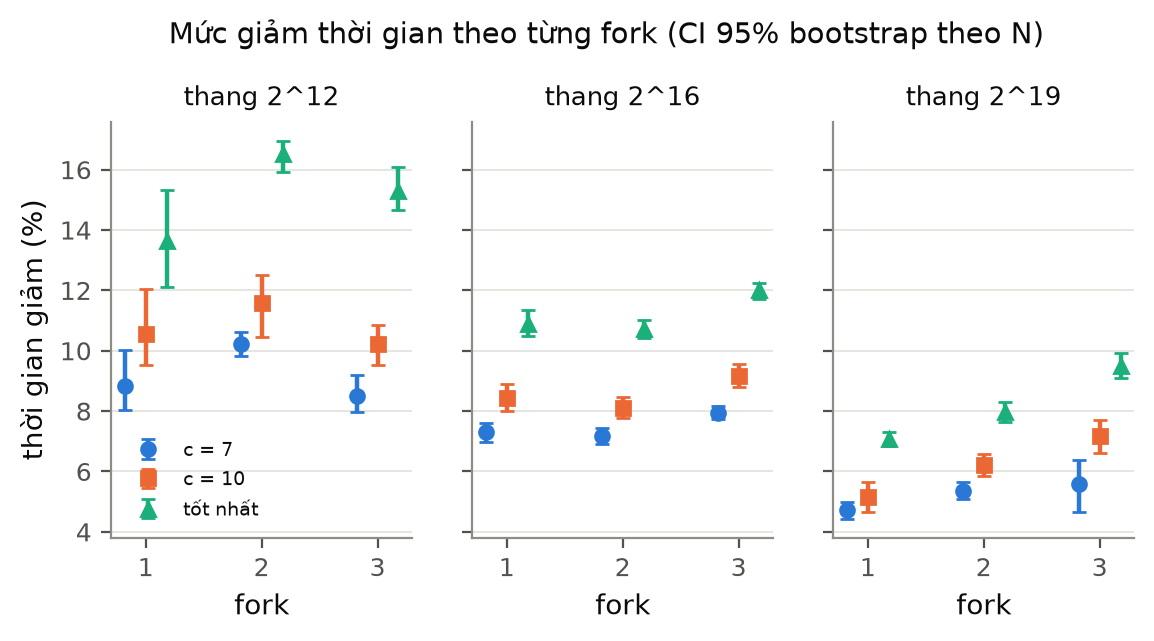 Mức giảm thời gian theo từng fork (CI 95% bootstrap theo N)
thang 2^12
thang 2^16
thang 2^19
thời gian giảm (%)
16
14
12
10
8
6
4
c = 7
c = 10
tốt nhất
1 2 3
1 2 3
1 2 3
fork
fork
fork